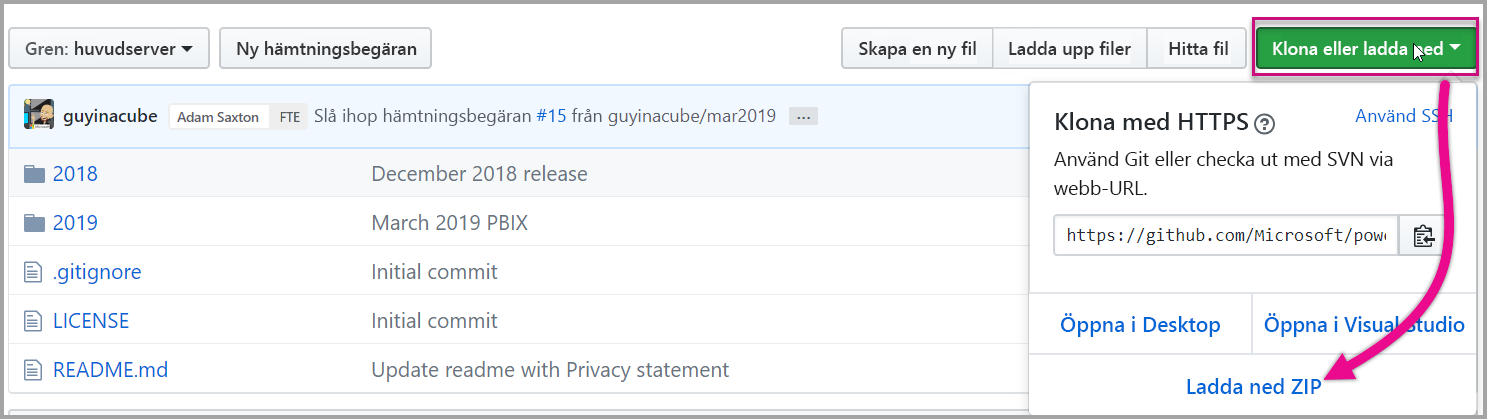 Gren: huvudserver
Ny hämtningsbegäran
Skapa en ny fil
Ladda upp filer
Hitta fil
Klona eller ladda ned
guyinacube Adam Saxton FTE Slå ihop hämtningsbegäran #15 från guyinacube/mar2019 ...
2018 December 2018 release
2019 March 2019 PBIX
.gitignore Initial commit
LICENSE Initial commit
README.md Update readme with Privacy statement
Klona med HTTPS ?
Använd SSH
Använd Git eller checka ut med SVN via
webb-URL.
https://github.com/Microsoft/powe
Öppna i Desktop
Öppna i Visual Studio
Ladda ned ZIP